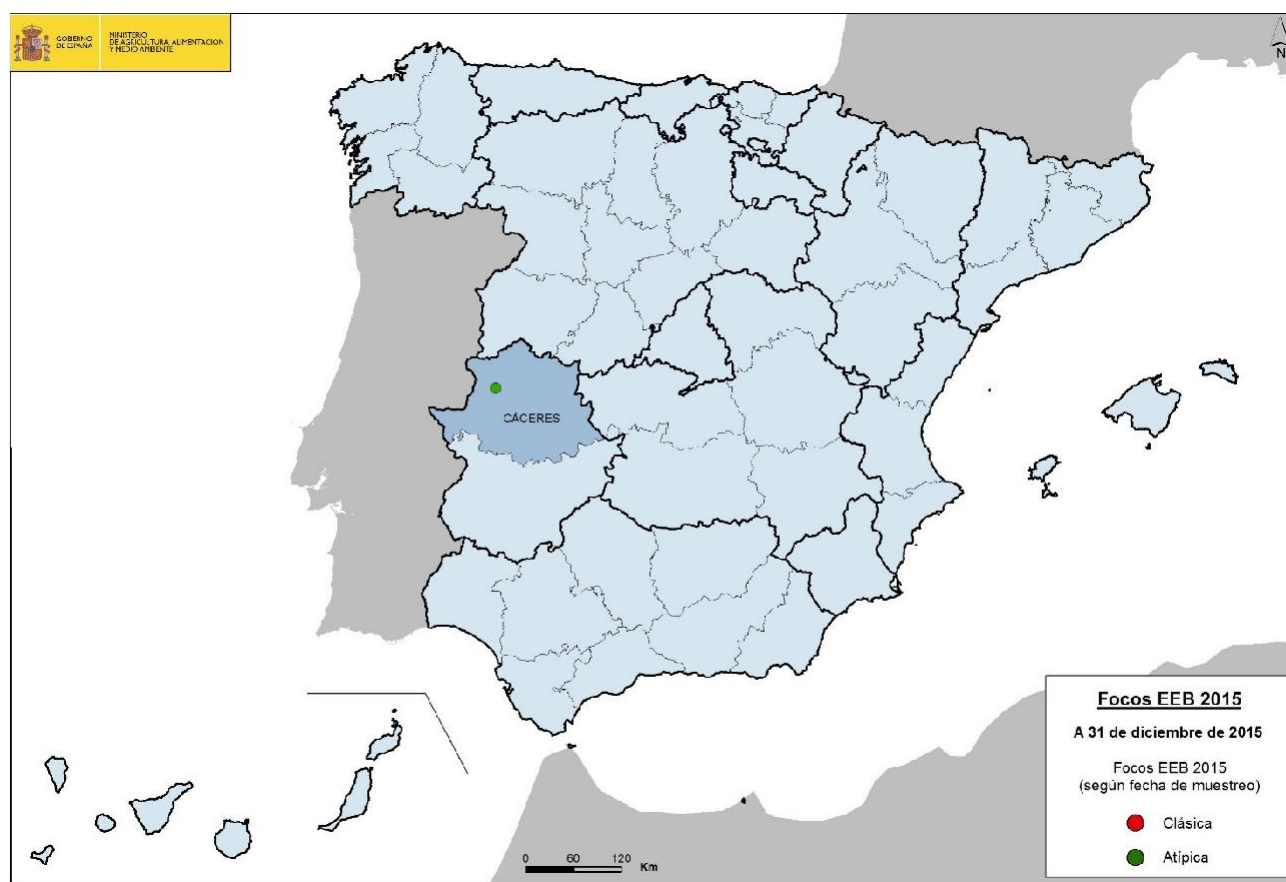 GOBIERNO
DE ESPAÑA
MINISTERIO
DE AGRICULTURA, ALIMENTACIÓN
Y MEDIO AMBIENTE
N
CÁCERES
Focos EEB 2015
A 31 de diciembre de 2015
Focos EEB 2015
(según fecha de muestreo)
Clásica
Atípica
0 60 120
Km